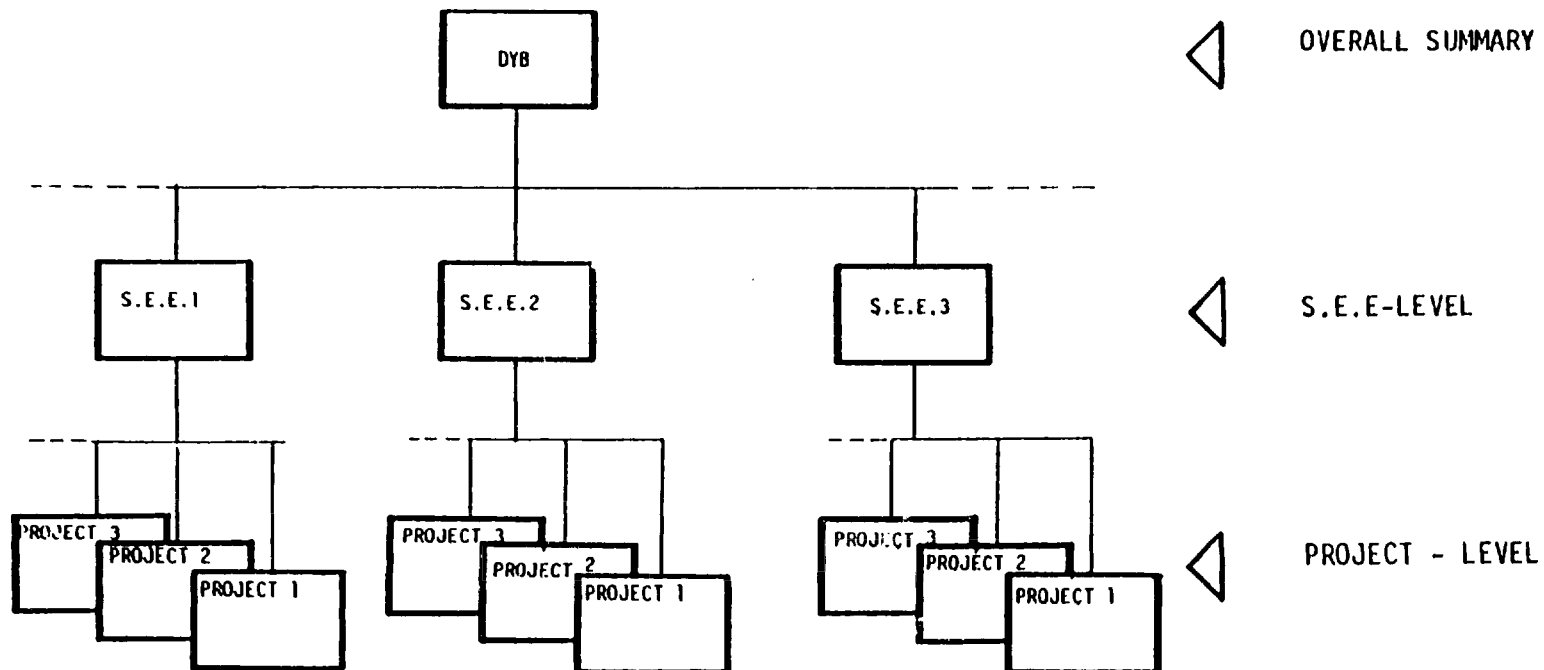 DYB
OVERALL SUMMARY
S.E.E.1
S.E.E.2
S.E.E.3
S.E.E-LEVEL
PROJECT 3
PROJECT 2
PROJECT 1
PROJECT 3
PROJECT 2
PROJECT 1
PROJECT 3
PROJECT 2
PROJECT 1
PROJECT - LEVEL